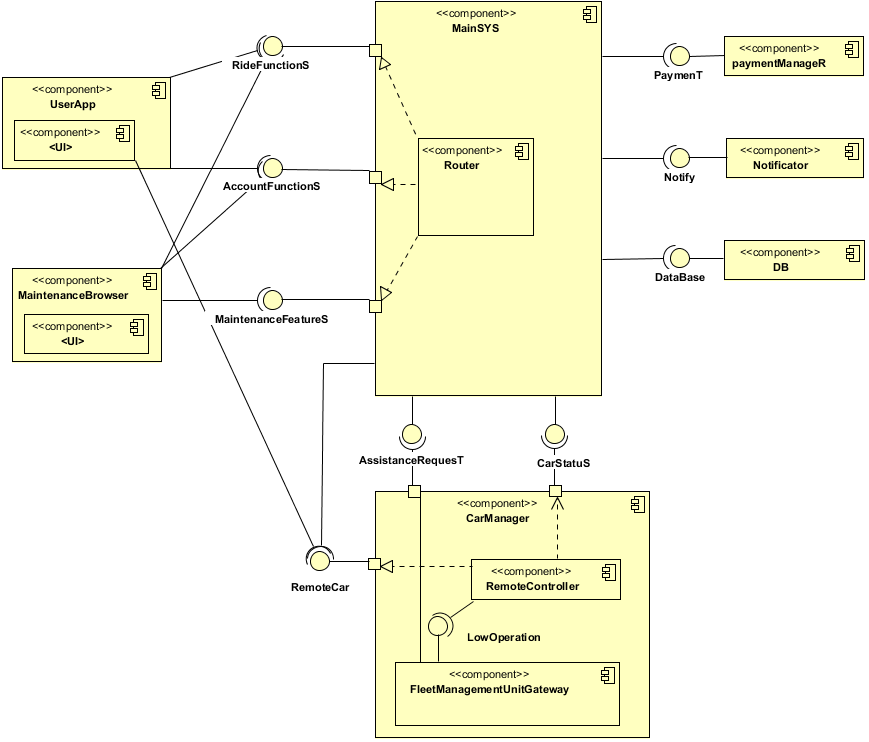 <<component>>
MainSYS
RideFunctionS
<<component>>
UserApp
<<component>>
<UI>
<<component>>
paymentManageR
PaymenT
<<component>>
Router
<<component>>
Notificator
Notify
AccountFunctionS
<<component>>
MaintenanceBrowser
<<component>>
<UI>
MaintenanceFeatureS
<<component>>
DB
DataBase
AssistanceRequesT
CarStatuS
<<component>>
CarManager
<<component>>
RemoteController
RemoteCar
LowOperation
<<component>>
FleetManagementUnitGateway